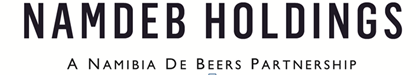 NAMDEB HOLDINGS
A NAMIBIA DE BEERS PARTNERSHIP